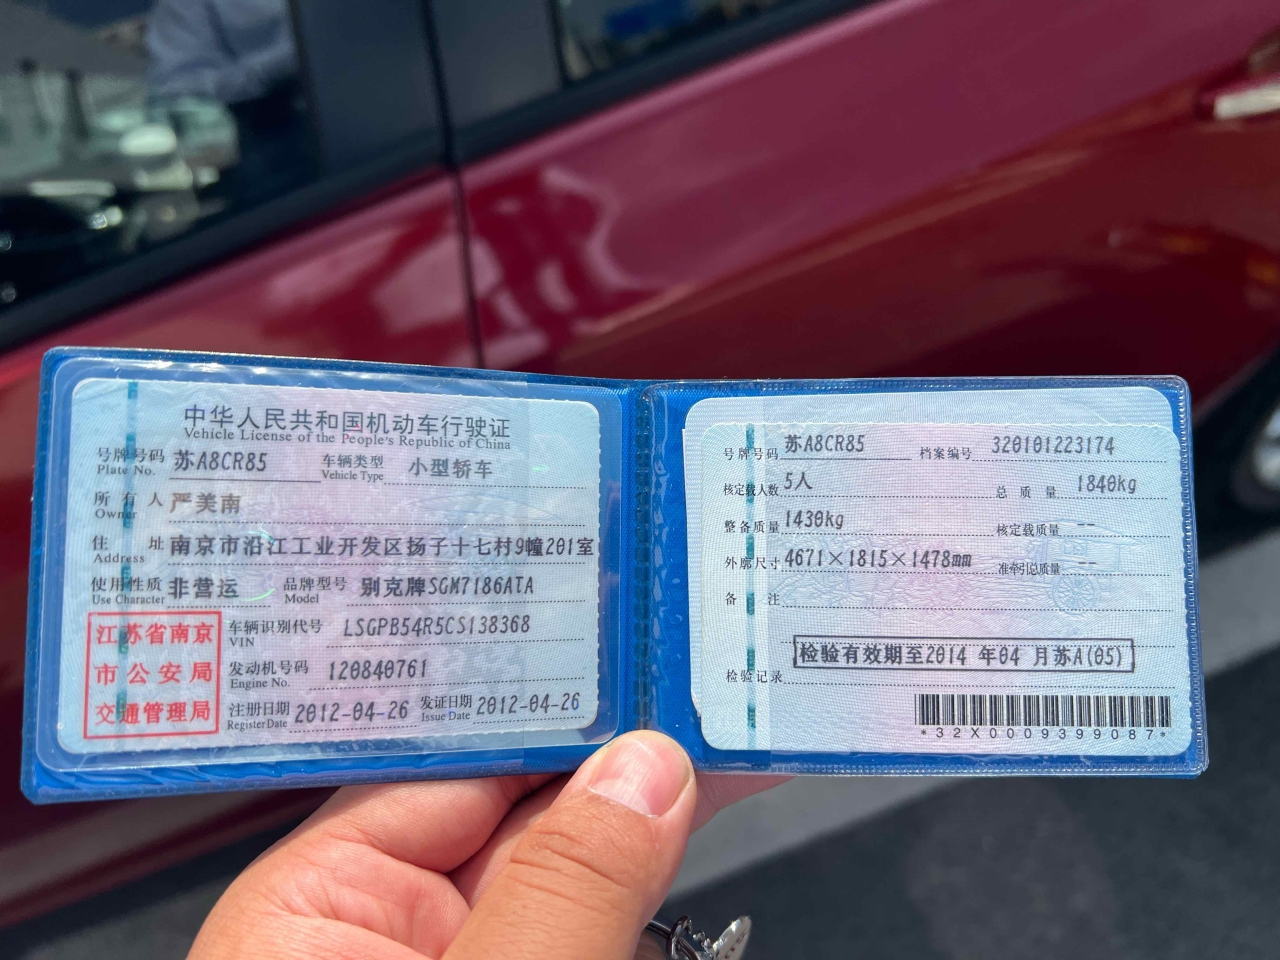 中华人民共和国机动车行驶证
Vehicle License of the People's Republic of China
号牌号码 苏A8CR85 车辆类型 小型轿车
Plate No. Vehicle Type
所有人 严美南
Owner
住址 南京市沿江工业开发区扬子十七村9幢201室
Address
使用性质 非营运 品牌型号 别克牌SGM7186ATA
Use Character Model
江苏省南京
市公安局
交通管理局
车辆识别代号 LSGPB54R5CS138368
VIN
发动机号码 120840761
Engine No.
注册日期 2012-04-26 发证日期 2012-04-26
Register Date Issue Date
号牌号码 苏A8CR85 档案编号 320101223174
核定载人数 5人 总质量 1840kg
整备质量 1430kg 核定载质量 --
外廓尺寸 4671×1815×1478mm 准牵引总质量 --
备注
检验有效期至2014 年04 月苏A(05)
检验记录
*32X0009399087*